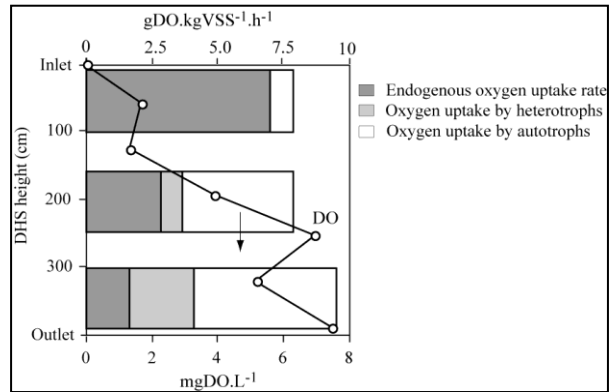 gDO.kgVSS⁻¹.h⁻¹
0 2.5 5 7.5 10
Inlet
100
200
300
Outlet
DHS height (cm)
DO
0 2 4 6 8
mgDO.L⁻¹
Endogenous oxygen uptake rate
Oxygen uptake by heterotrophs
Oxygen uptake by autotrophs